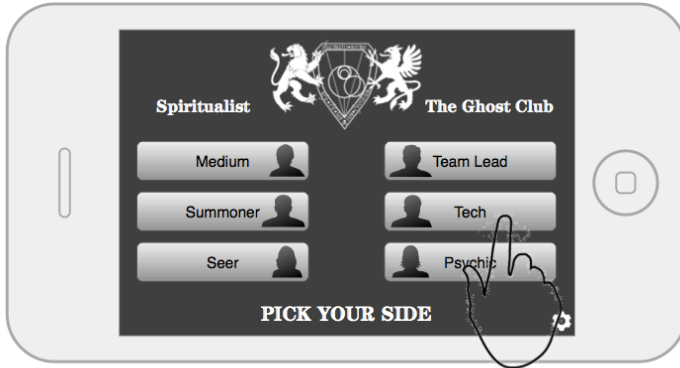 Spiritualist
The Ghost Club
Medium
Team Lead
Summoner
Tech
Seer
Psychic
PICK YOUR SIDE